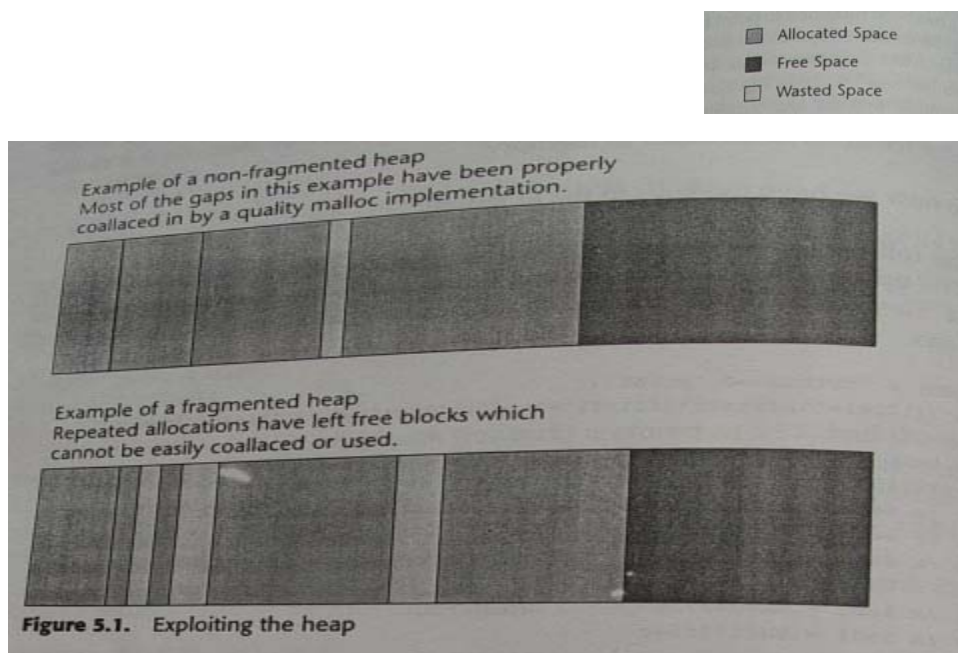 Allocated Space
Free Space
Wasted Space
Example of a non-fragmented heap
Most of the gaps in this example have been properly
coallaced in by a quality malloc implementation.
Example of a fragmented heap
Repeated allocations have left free blocks which
cannot be easily coallaced or used.
Figure 5.1. Exploiting the heap